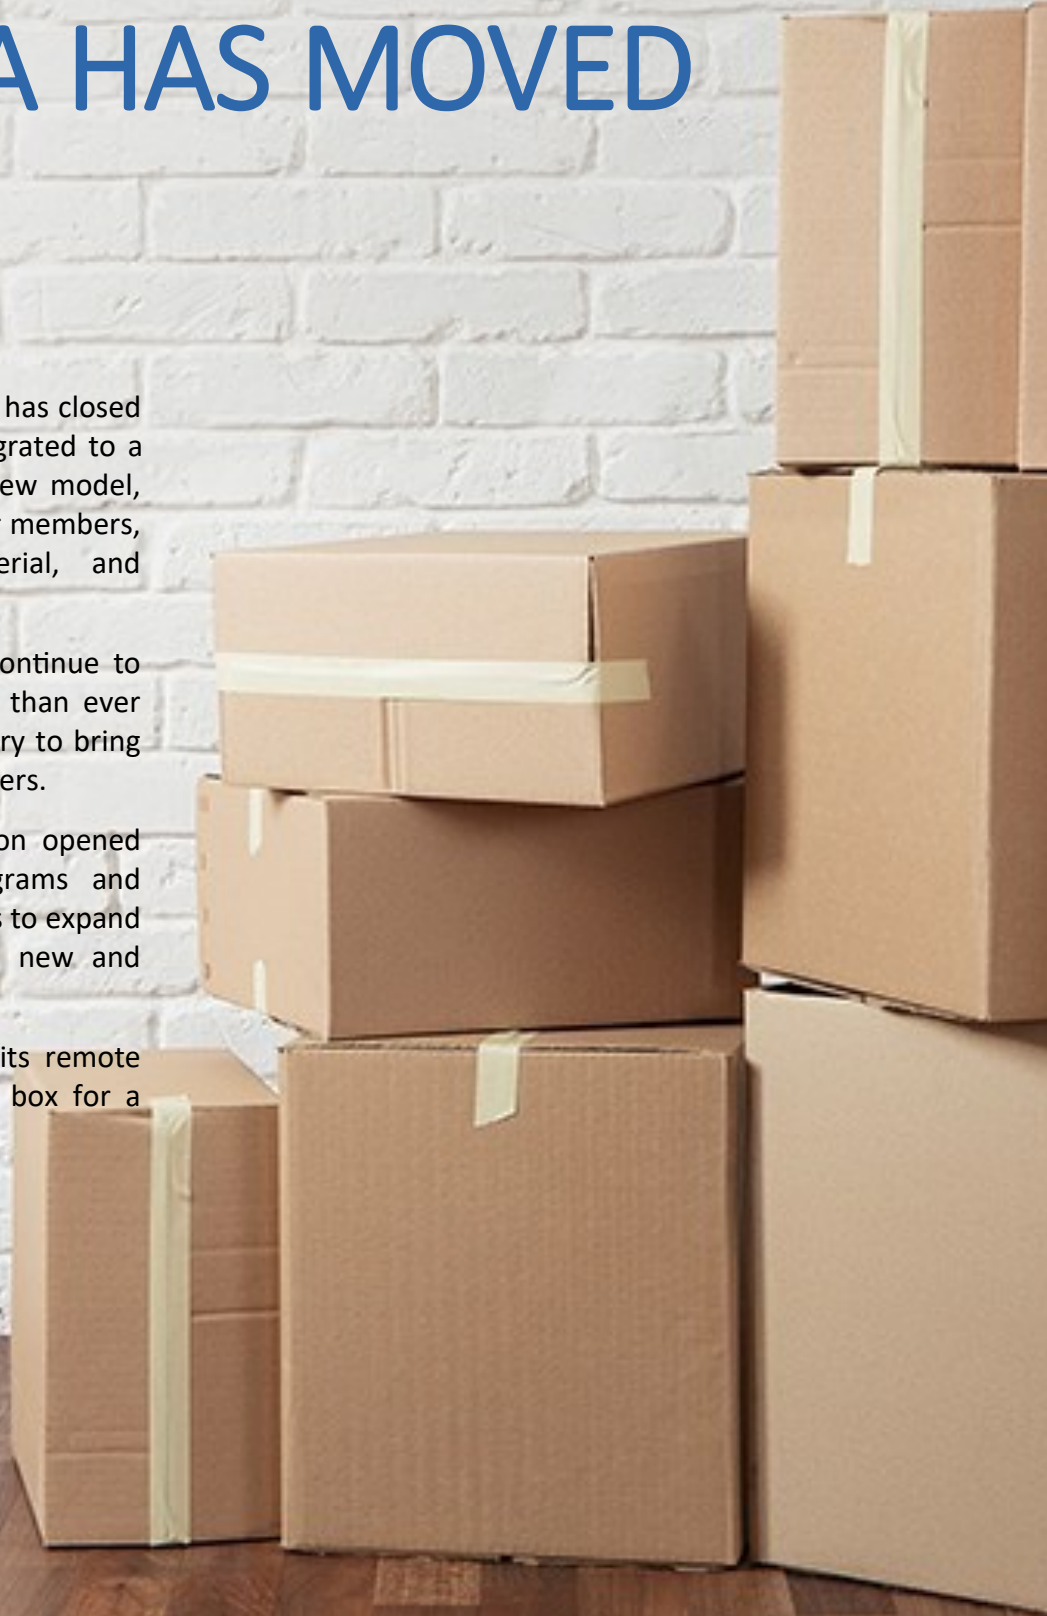 A HAS MOVED
has closed
grated to a
ew model,
members,
erial, and
ontinue to
than ever
ry to bring
ers.
on opened
grams and
s to expand
new and
its remote
box for a